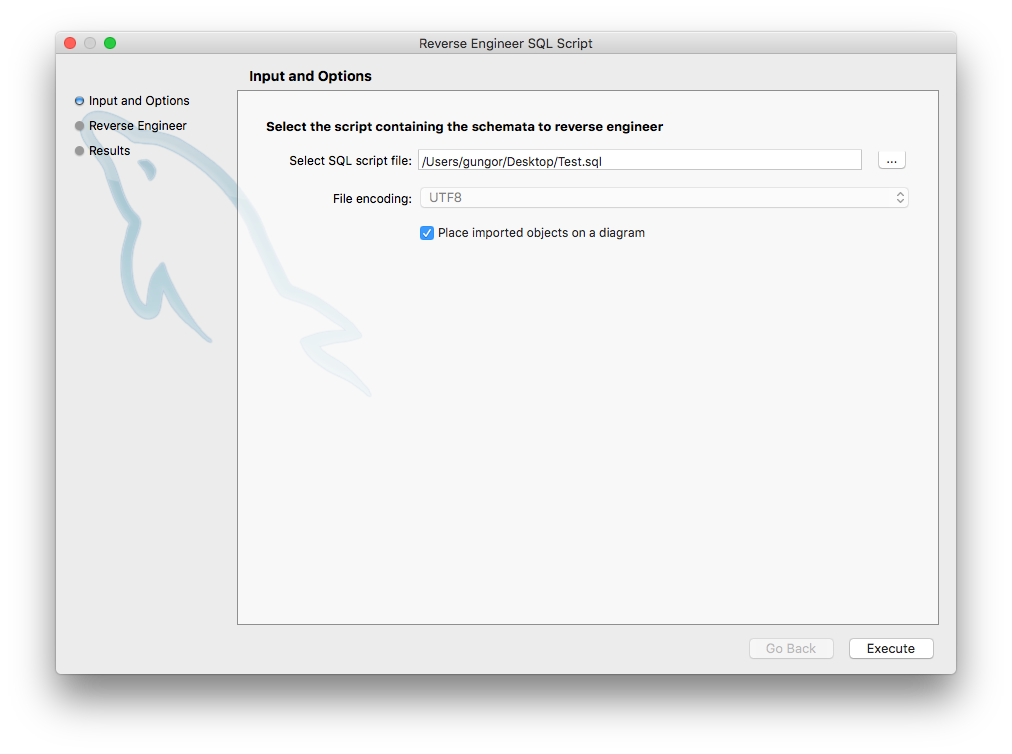 Reverse Engineer SQL Script
Input and Options
Input and Options
Reverse Engineer
Results
Select the script containing the schemata to reverse engineer
Select SQL script file: /Users/gungor/Desktop/Test.sql ...
File encoding: UTF8
Place imported objects on a diagram
Go Back Execute